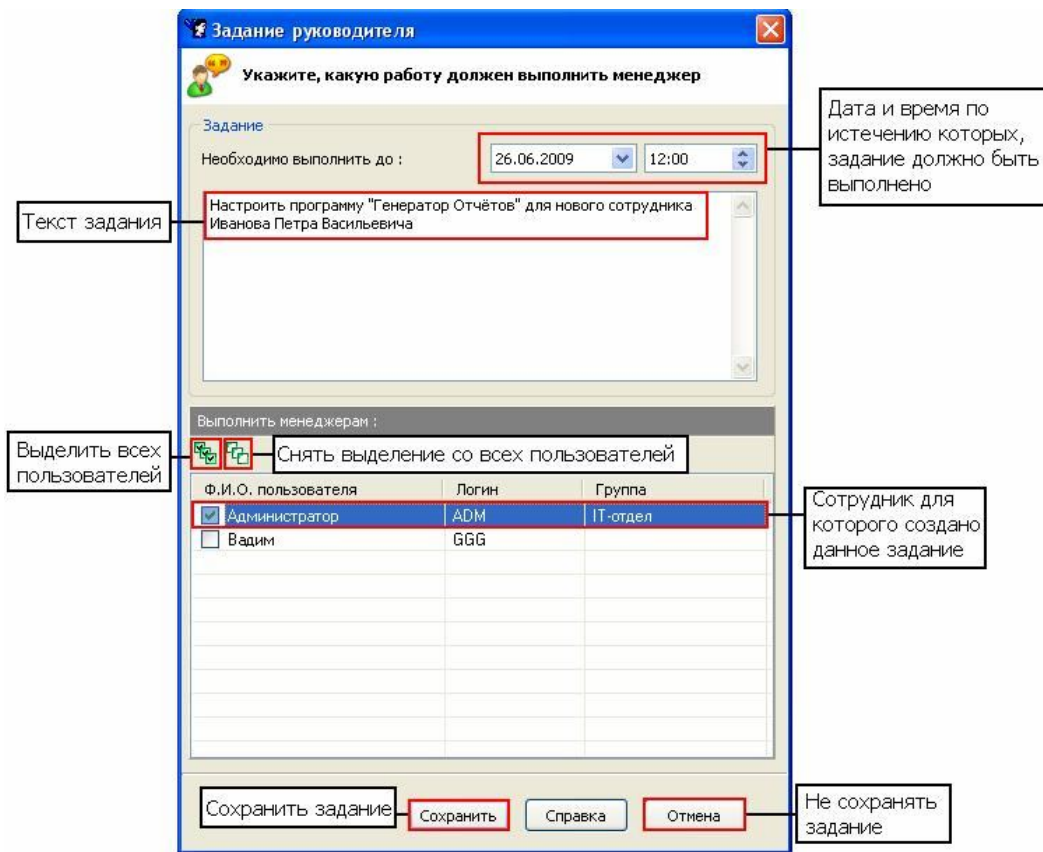 Задание руководителя
Укажите, какую работу должен выполнить менеджер
Задание
Необходимо выполнить до :
26.06.2009
12:00
Дата и время по
истечению которых,
задание должно быть
выполнено
Текст задания
Настроить программу "Генератор Отчётов" для нового сотрудника
Иванова Петра Васильевича
Выполнить менеджерам :
Выделить всех
пользователей
Снять выделение со всех пользователей
Ф.И.О. пользователя Логин Группа
Администратор ADM IT-отдел
Вадим GGG
Сотрудник для
которого создано
данное задание
Сохранить задание
Сохранить
Справка
Отмена
Не сохранять
задание